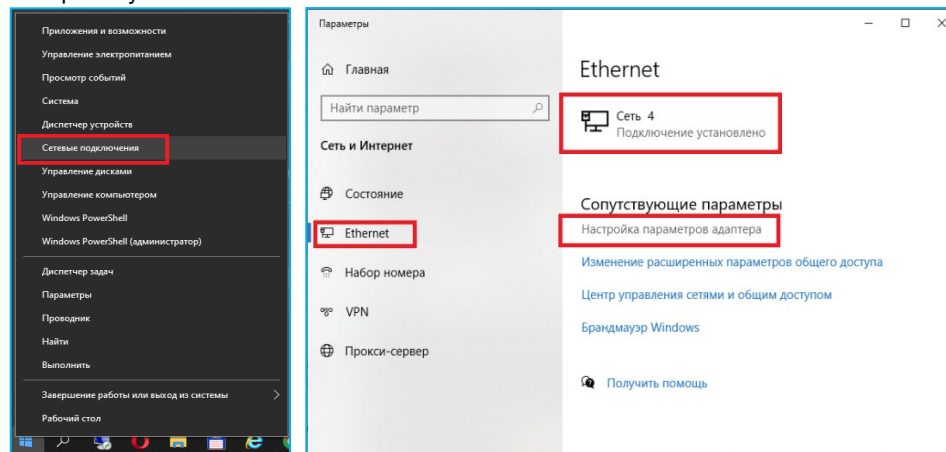 Приложения и возможности
Управление электропитанием
Просмотр событий
Система
Диспетчер устройств
Сетевые подключения
Управление дисками
Управление компьютером
Windows PowerShell
Windows PowerShell (администратор)
Диспетчер задач
Параметры
Проводник
Найти
Выполнить
Завершение работы или выход из системы
Рабочий стол
Параметры
Главная
Найти параметр
Сеть и Интернет
Состояние
Ethernet
Набор номера
VPN
Прокси-сервер
Ethernet
Сеть 4
Подключение установлено
Сопутствующие параметры
Настройка параметров адаптера
Изменение расширенных параметров общего доступа
Центр управления сетями и общим доступом
Брандмауэр Windows
Получить помощь